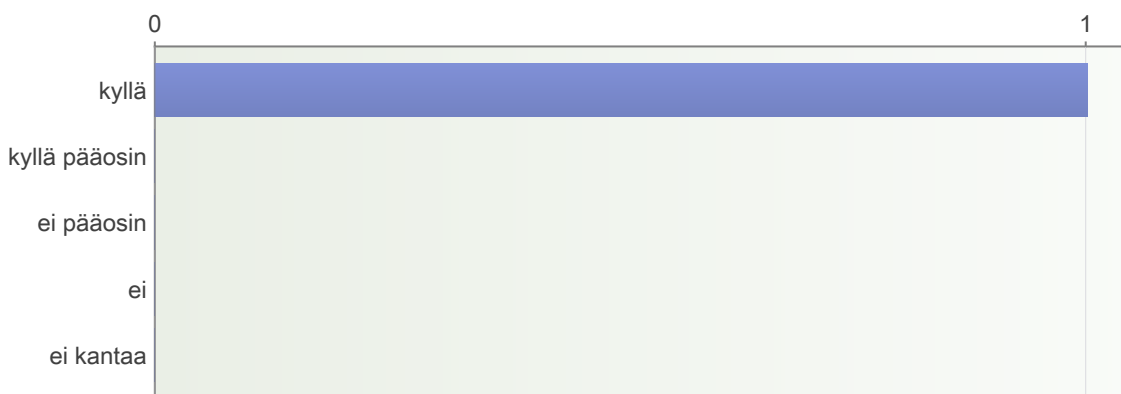 0 1
kyllä
kyllä pääosin
ei pääosin
ei
ei kantaa